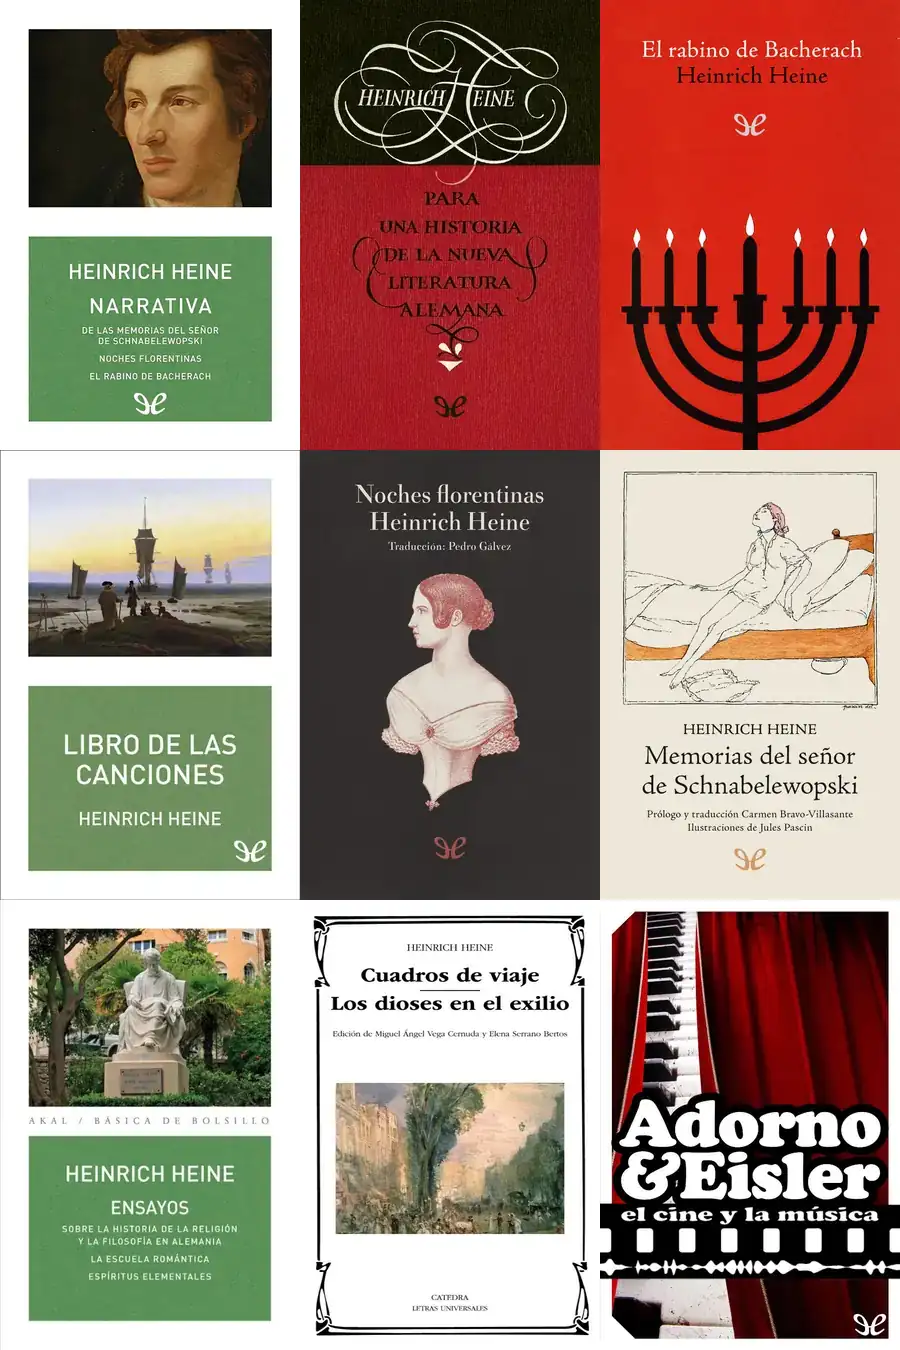 HEINRICH HEINE
NARRATIVA
DE LAS MEMORIAS DEL SEÑOR
DE SCHNABELEWOPSKI
NOCHES FLORENTINAS
EL RABINO DE BACHERACH
HEINRICH HEINE
PARA
UNA HISTORIA
DE LA NUEVA
LITERATURA
ALEMANA
El rabino de Bacherach
Heinrich Heine
LIBRO DE LAS
CANCIONES
HEINRICH HEINE
Noches florentinas
Heinrich Heine
Traducción: Pedro Gálvez
HEINRICH HEINE
Memorias del señor
de Schnabelewopski
Prólogo y traducción Carmen Bravo-Villasante
Ilustraciones de Jules Pascin
AKAL / BÁSICA DE BOLSILLO
HEINRICH HEINE
ENSAYOS
SOBRE LA HISTORIA DE LA RELIGIÓN
Y LA FILOSOFÍA EN ALEMANIA
LA ESCUELA ROMÁNTICA
ESPÍRITUS ELEMENTALES
HEINRICH HEINE
Cuadros de viaje
Los dioses en el exilio
Edición de Miguel Ángel Vega Cernuda y Elena Serrano Bertos
CATEDRA
LETRAS UNIVERSALES
Adorno
&Eisler
el cine y la música